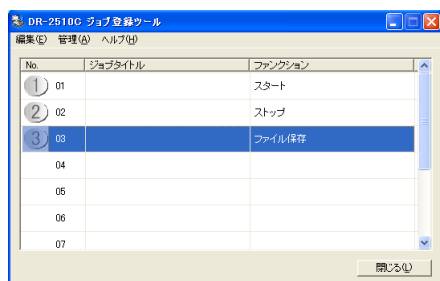 DR-2510C ジョブ登録ツール
編集(E) 管理(A) ヘルプ(H)
No. ジョブタイトル ファンクション
1 01 スタート
2 02 ストップ
3 03 ファイル保存
04
05
06
07
閉じる(L)